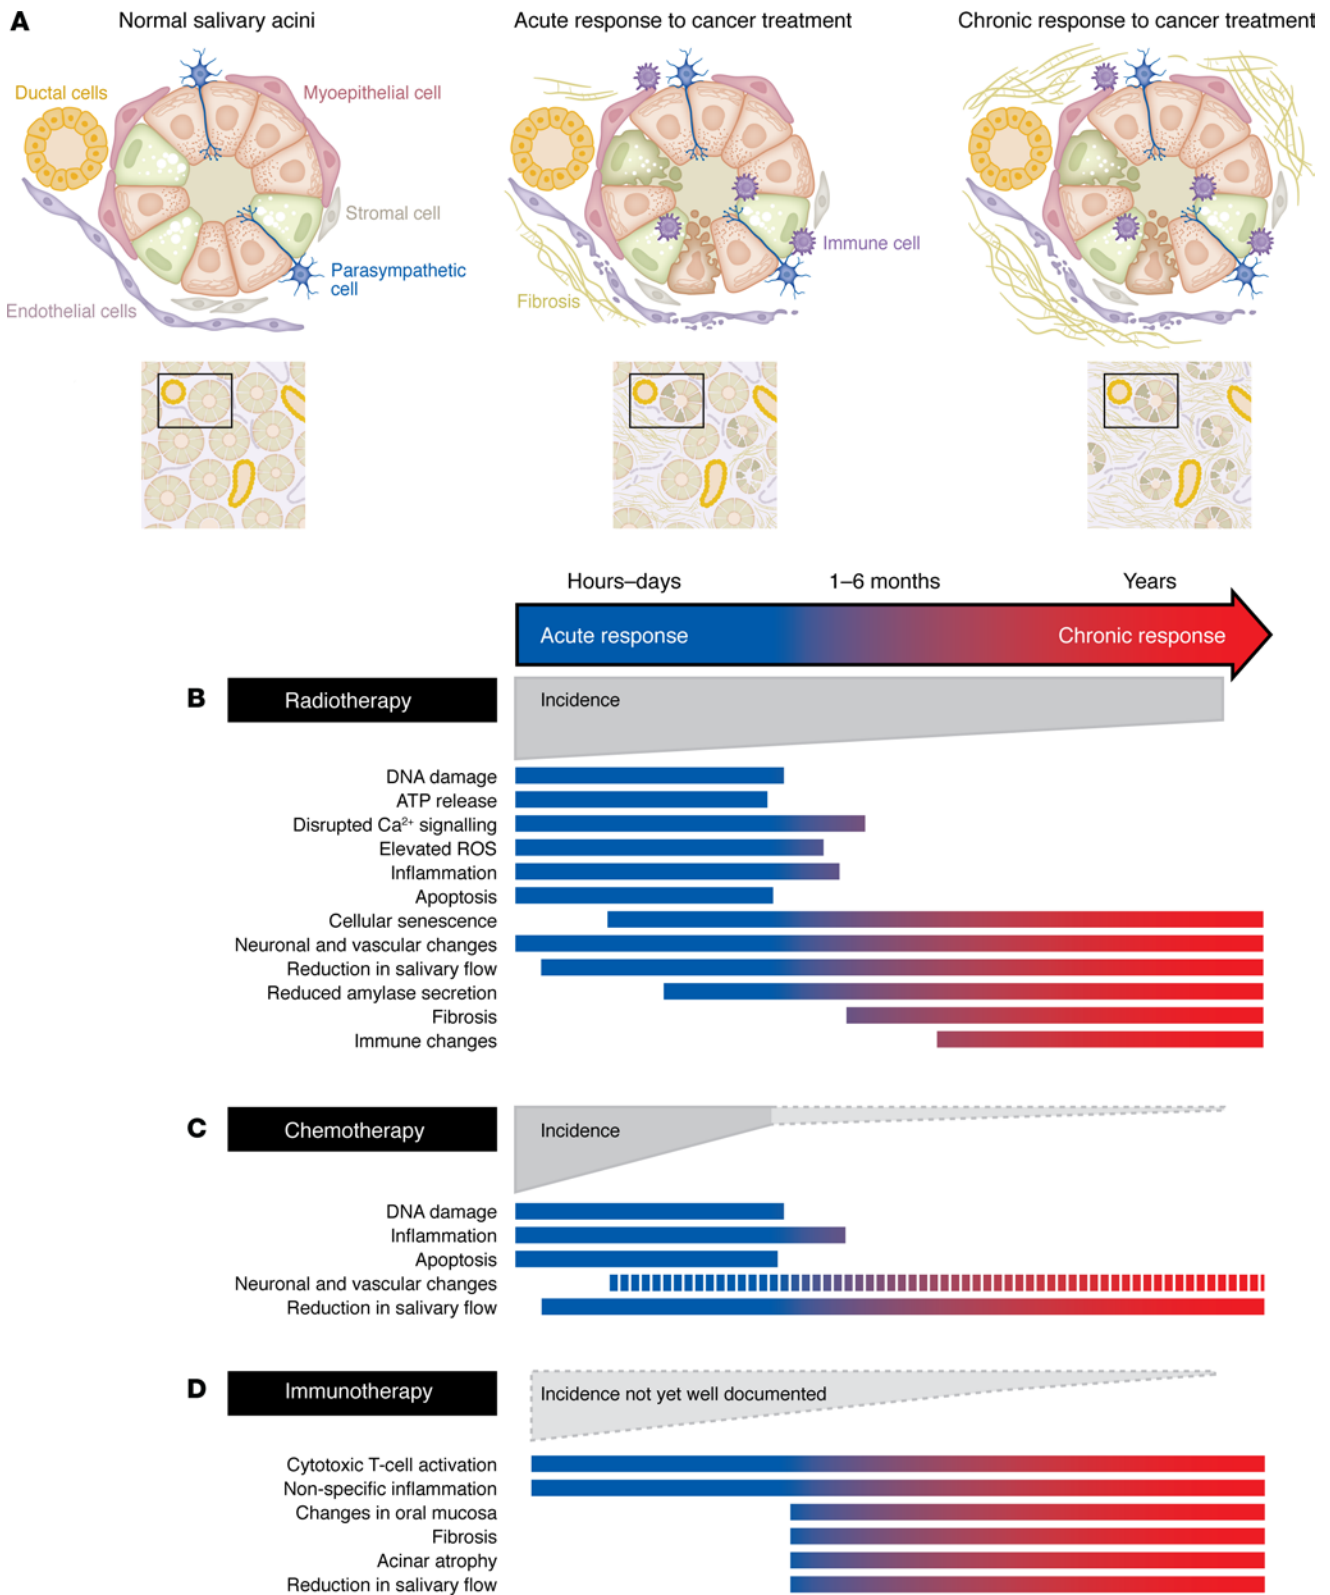 A
Normal salivary acini
Acute response to cancer treatment
Chronic response to cancer treatment
Ductal cells
Myoepithelial cell
Stromal cell
Parasympathetic
cell
Endothelial cells
Immune cell
Fibrosis
Hours–days
1–6 months
Years
Acute response
Chronic response
B
Radiotherapy
Incidence
DNA damage
ATP release
Disrupted Ca²⁺ signalling
Elevated ROS
Inflammation
Apoptosis
Cellular senescence
Neuronal and vascular changes
Reduction in salivary flow
Reduced amylase secretion
Fibrosis
Immune changes
C
Chemotherapy
Incidence
DNA damage
Inflammation
Apoptosis
Neuronal and vascular changes
Reduction in salivary flow
D
Immunotherapy
Incidence not yet well documented
Cytotoxic T-cell activation
Non-specific inflammation
Changes in oral mucosa
Fibrosis
Acinar atrophy
Reduction in salivary flow